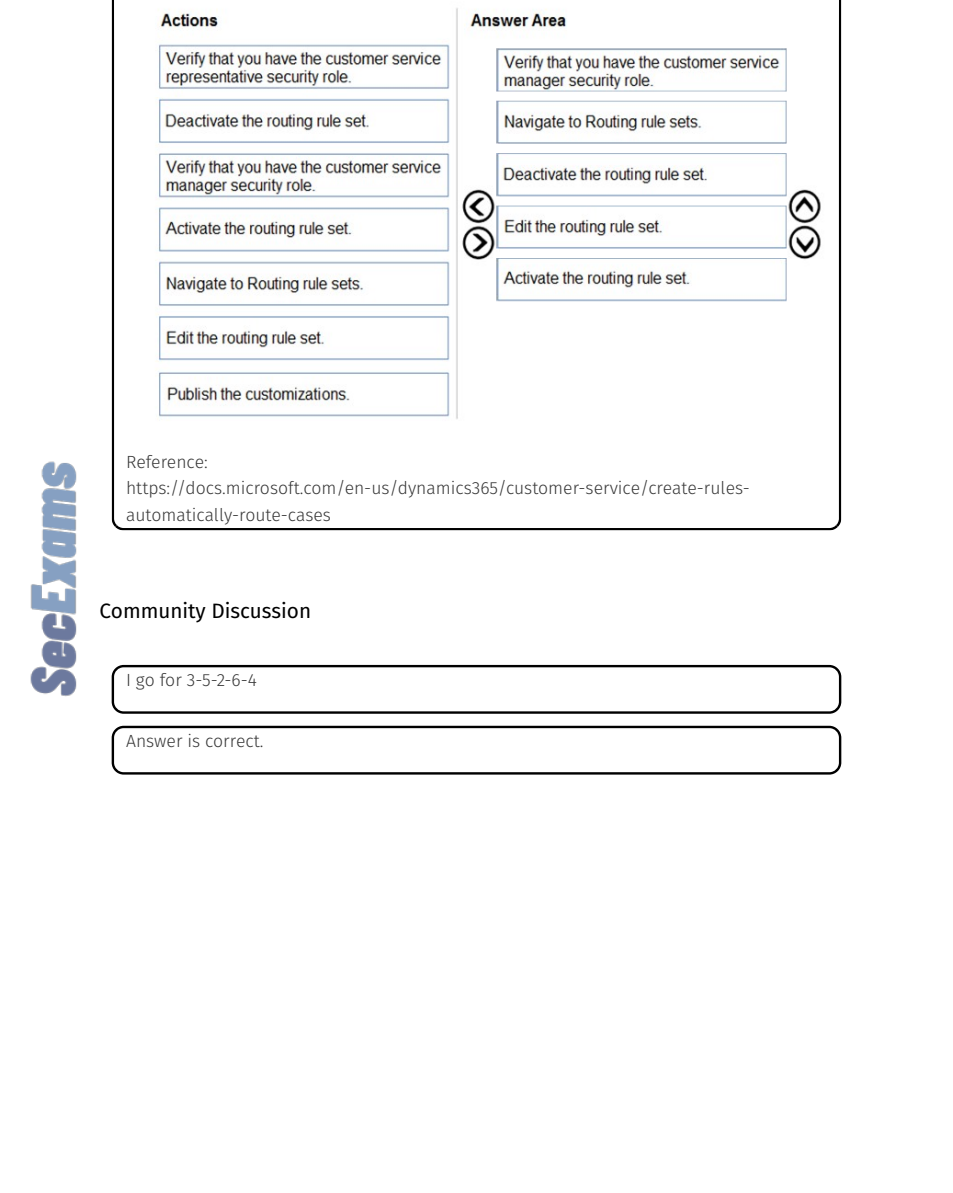 Actions
Verify that you have the customer service
representative security role.
Deactivate the routing rule set.
Verify that you have the customer service
manager security role.
Activate the routing rule set.
Navigate to Routing rule sets.
Edit the routing rule set.
Publish the customizations.
Answer Area
Verify that you have the customer service
manager security role.
Navigate to Routing rule sets.
Deactivate the routing rule set.
Edit the routing rule set.
Activate the routing rule set.
Reference:
https://docs.microsoft.com/en-us/dynamics365/customer-service/create-rules-
automatically-route-cases
SecExams
Community Discussion
I go for 3-5-2-6-4
Answer is correct.